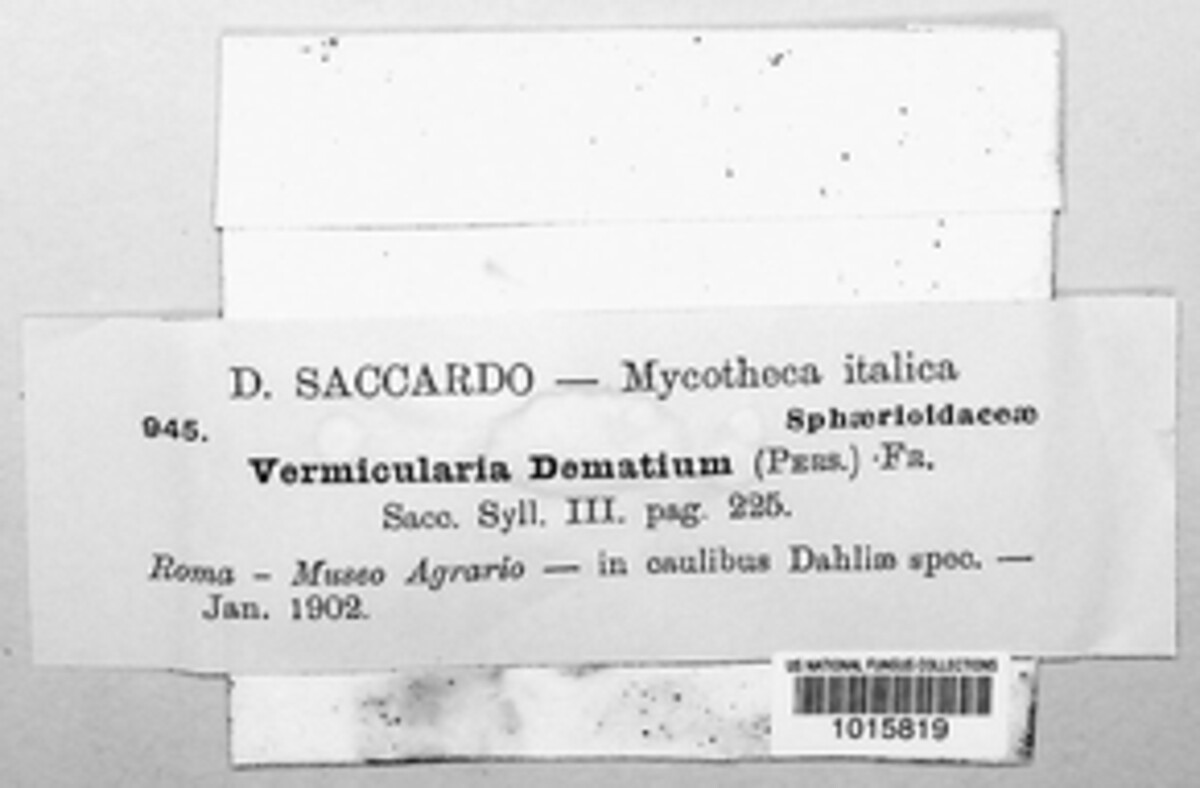 D. SACCARDO — Mycotheca italica
945.
Sphærioidaceæ
Vermicularia Dematium (Pers.) Fr.
Sacc. Syll. III. pag. 225.
Roma - Museo Agrario — in caulibus Dahliæ spec. —
Jan. 1902.
US NATIONAL FUNGUS COLLECTIONS
1015819